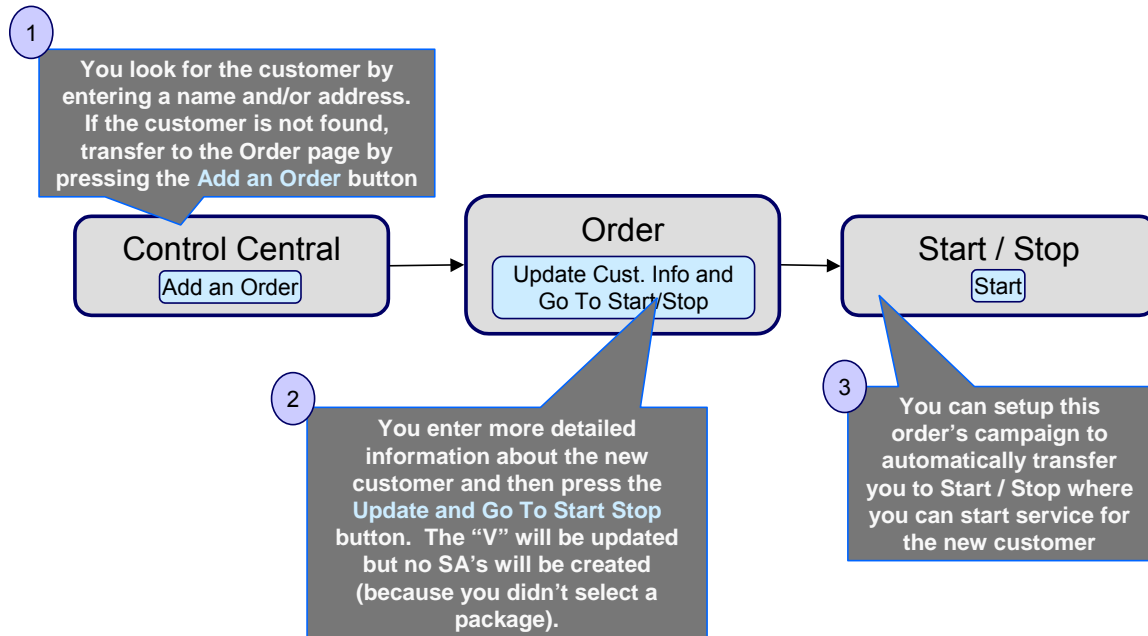 1
You look for the customer by
entering a name and/or address.
If the customer is not found,
transfer to the Order page by
pressing the Add an Order button
Control Central
Add an Order
Order
Update Cust. Info and
Go To Start/Stop
Start / Stop
Start
2
You enter more detailed
information about the new
customer and then press the
Update and Go To Start Stop
button.  The “V” will be updated
but no SA’s will be created
(because you didn’t select a
package).
3
You can setup this
order’s campaign to
automatically transfer
you to Start / Stop where
you can start service for
the new customer